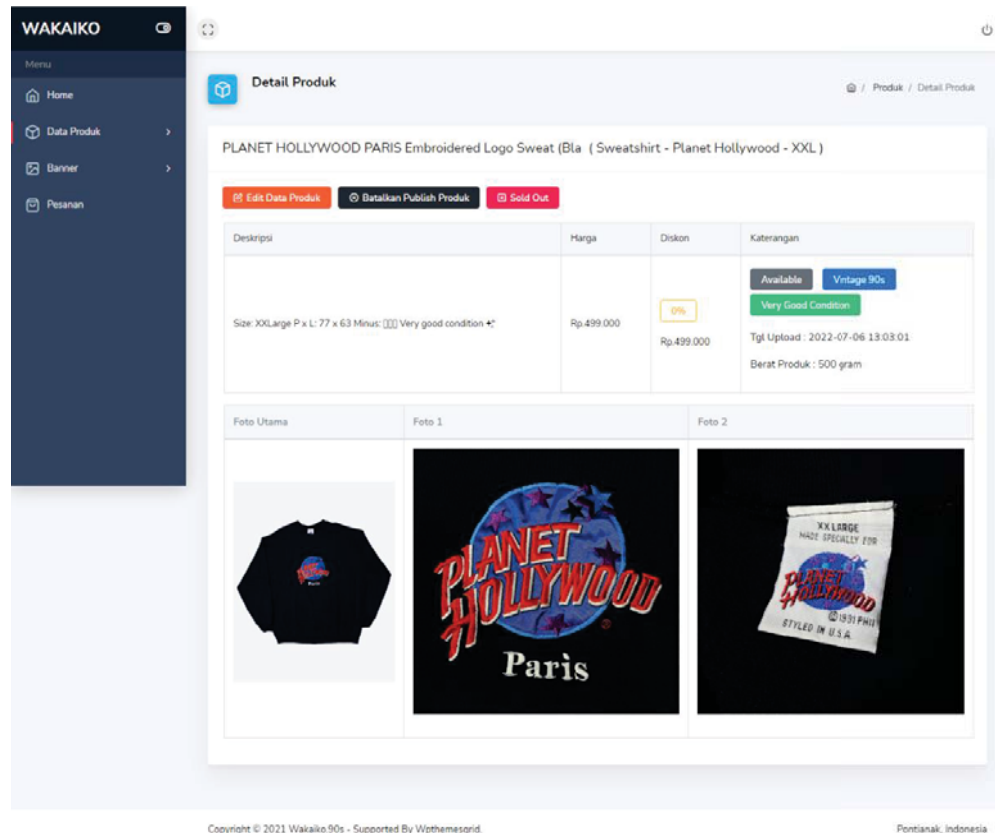 WAKAIKO
Menu
Home
Data Produk
Banner
Pesanan
Detail Produk
/ Produk / Detail Produk
PLANET HOLLYWOOD PARIS Embroidered Logo Sweat (Bla ( Sweatshirt - Planet Hollywood - XXL )
Edit Data Produk
Batalkan Publish Produk
Sold Out
Deskripsi
Harga
Diskon
Katerangan
Size: XXLarge P x L: 77 x 63 Minus: Very good condition
Rp.499.000
0%
Rp.499.000
Available
Vntage 90s
Very Good Condition
Tgl Upload : 2022-07-06 13:03:01
Berat Produk : 500 gram
Foto Utama
Foto 1
Foto 2
PLANET
HOLLYWOOD
®
Paris
XX LARGE
MADE SPECIALLY FOR
PLANET
HOLLYWOOD
©1991 PHI
STYLED IN U.S.A.
Copyright © 2021 Wakaiko.90s - Supported By Wpthemesgrid.
Pontianak, Indonesia